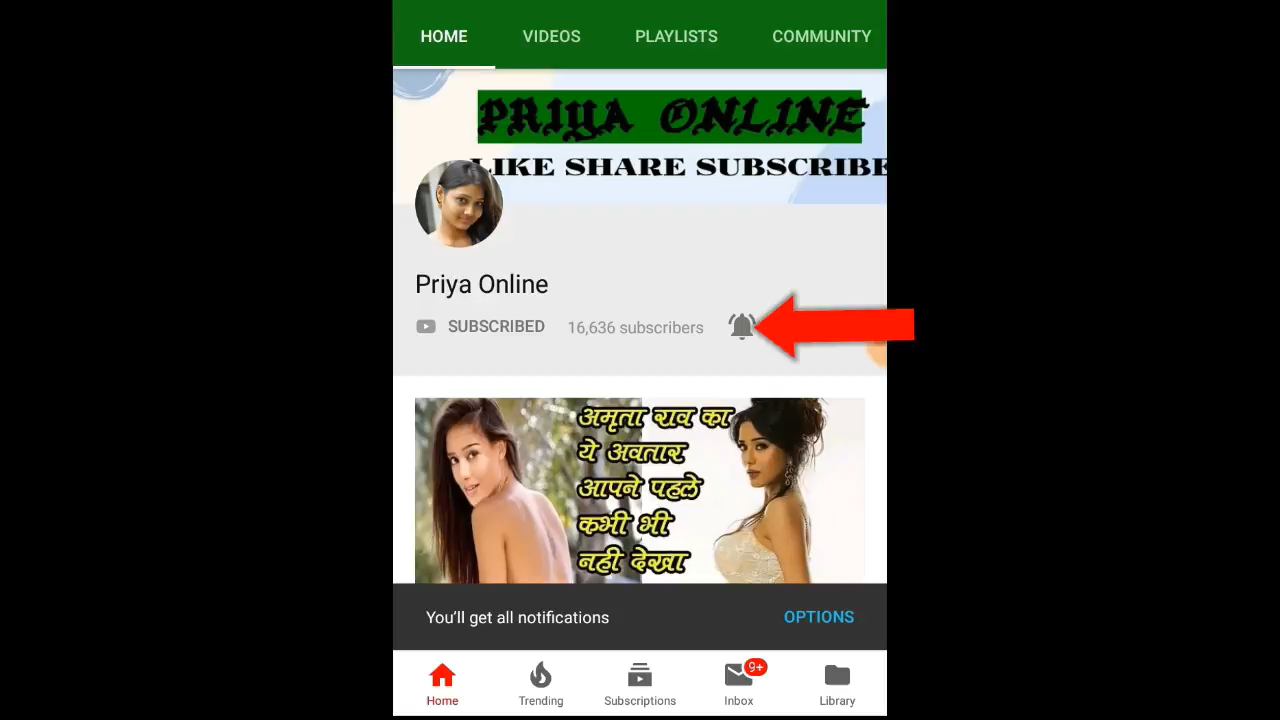 HOME VIDEOS PLAYLISTS COMMUNITY
PRIYA ONLINE
LIKE SHARE SUBSCRIBE
Priya Online
SUBSCRIBED 16,636 subscribers
अमृता राव का
ये अवतार
आपने पहले
कभी भी
नही देखा
You'll get all notifications OPTIONS
9+
Home Trending Subscriptions Inbox Library